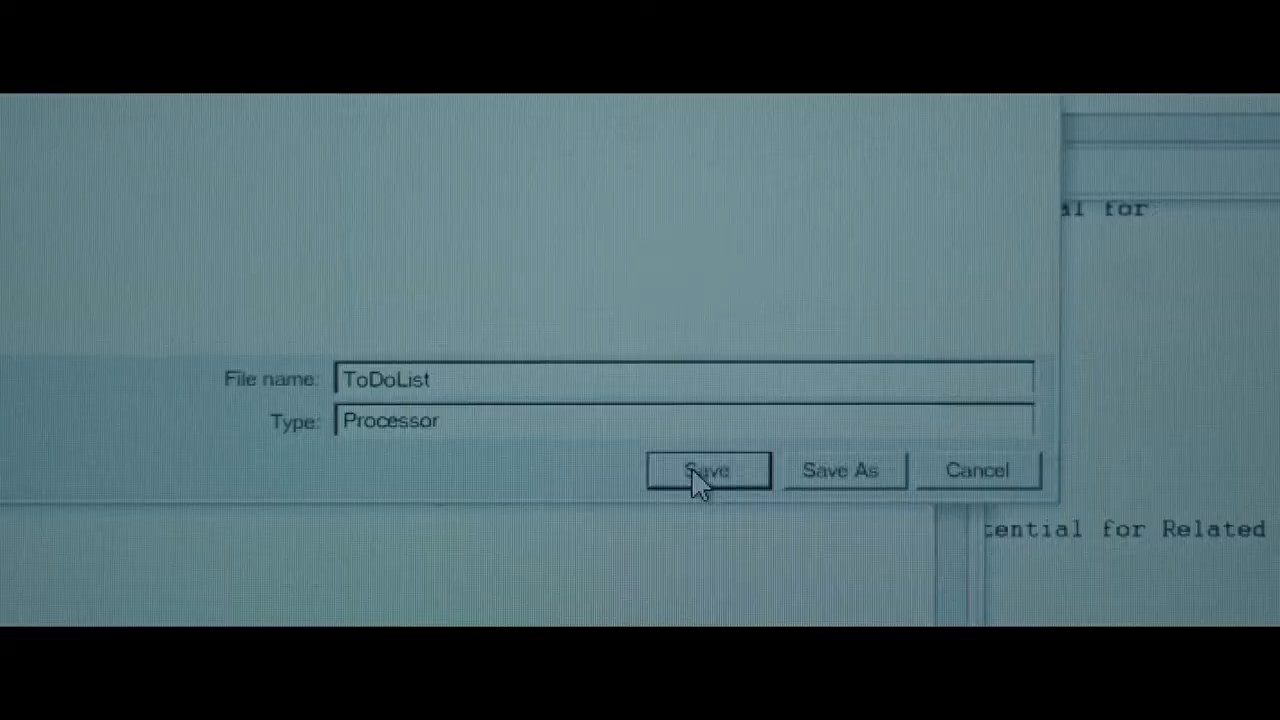 al for
File name: ToDoList
Type: Processor
Save Save As Cancel
tential for Related